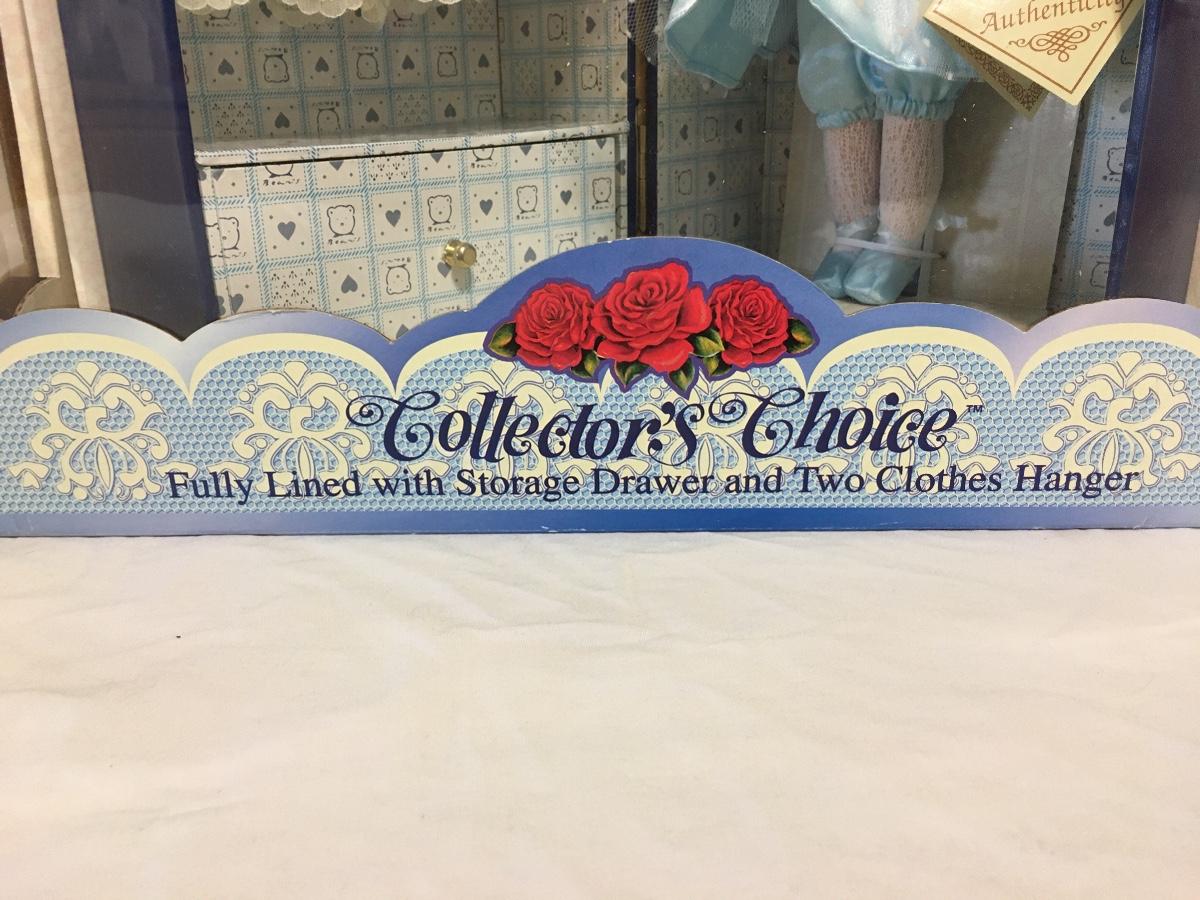 Authenticity
Collector's Choice™
Fully Lined with Storage Drawer and Two Clothes Hanger